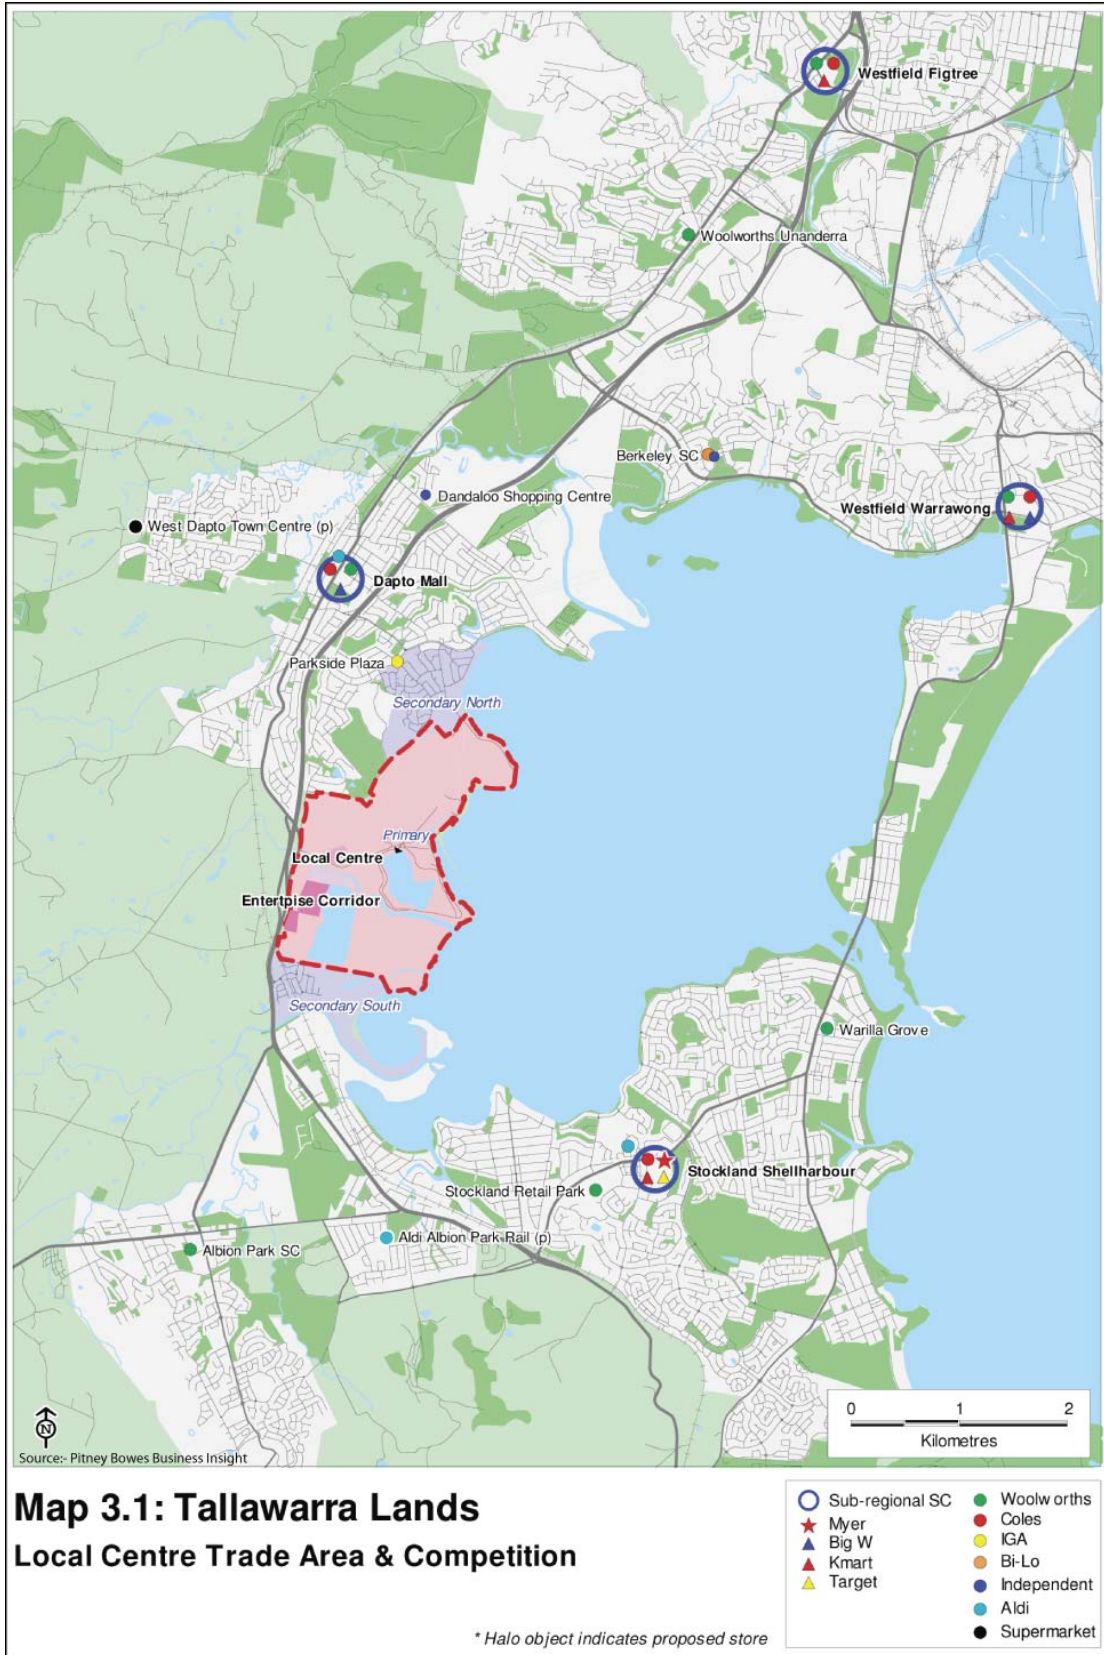 Westfield Figtree
Woolworths Unanderra
Berkeley SC
Dandaloo Shopping Centre
Westfield Warrawong
West Dapto Town Centre (p)
Dapto Mall
Parkside Plaza
Secondary North
Primary
Local Centre
Entertpise Corridor
Secondary South
Warilla Grove
Stockland Shellharbour
Stockland Retail Park
Aldi Albion Park Rail (p)
Albion Park SC
0 1 2
Kilometres
N
Source:- Pitney Bowes Business Insight
Map 3.1: Tallawarra Lands
Local Centre Trade Area & Competition
* Halo object indicates proposed store
Sub-regional SC
Myer
Big W
Kmart
Target
Woolworths
Coles
IGA
Bi-Lo
Independent
Aldi
Supermarket